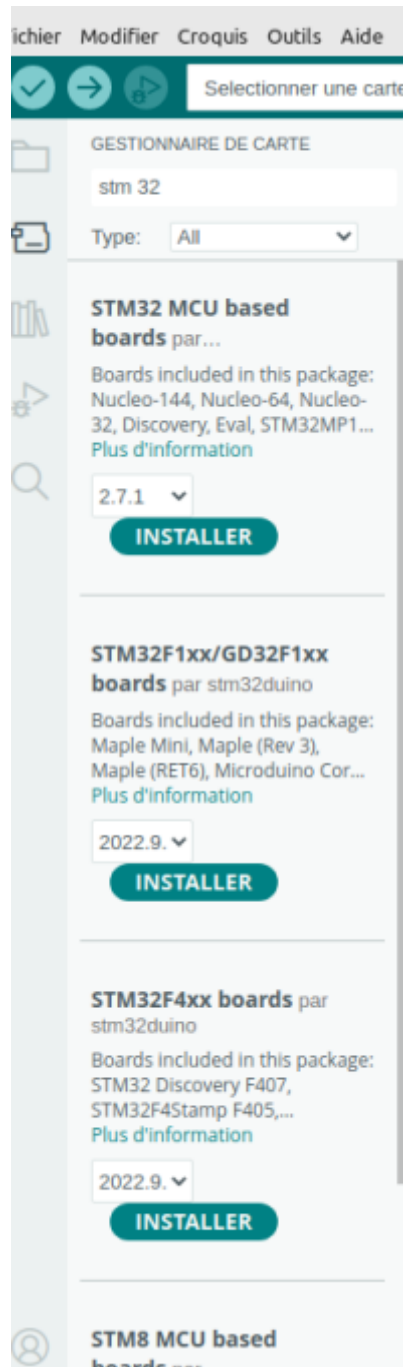 ichier Modifier Croquis Outils Aide
Selectionner une carte
GESTIONNAIRE DE CARTE
stm 32
Type: All
STM32 MCU based
boards par...
Boards included in this package:
Nucleo-144, Nucleo-64, Nucleo-
32, Discovery, Eval, STM32MP1...
Plus d'information
2.7.1
INSTALLER
STM32F1xx/GD32F1xx
boards par stm32duino
Boards included in this package:
Maple Mini, Maple (Rev 3),
Maple (RET6), Microduino Cor...
Plus d'information
2022.9.
INSTALLER
STM32F4xx boards par
stm32duino
Boards included in this package:
STM32 Discovery F407,
STM32F4Stamp F405,...
Plus d'information
2022.9.
INSTALLER
STM8 MCU based
boards par